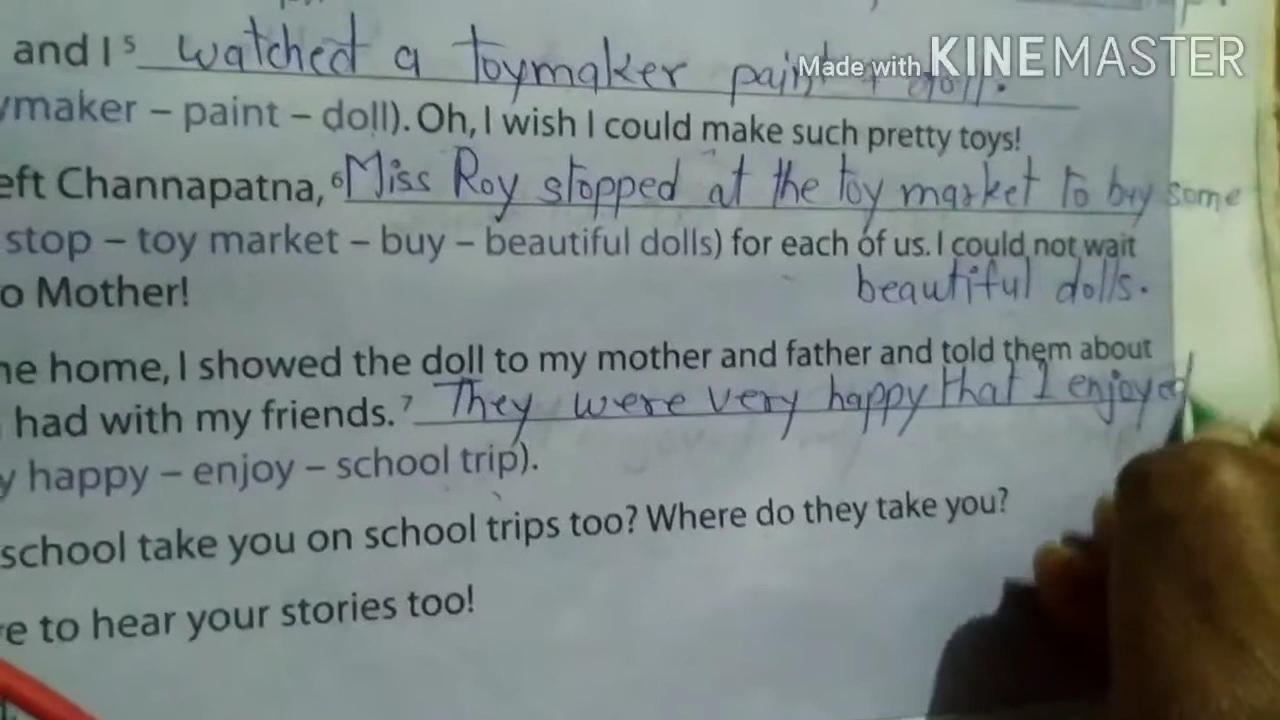 and I ⁵ watched a toymaker paint a doll.
Made with KINEMASTER
ymaker – paint – doll). Oh, I wish I could make such pretty toys!
eft Channapatna, ⁶ Miss Roy stopped at the toy market to buy some
stop – toy market – buy – beautiful dolls) for each of us. I could not wait
beautiful dolls.
o Mother!
ne home, I showed the doll to my mother and father and told them about
had with my friends. ⁷ They were very happy that I enjoyed
y happy – enjoy – school trip).
school take you on school trips too? Where do they take you?
e to hear your stories too!